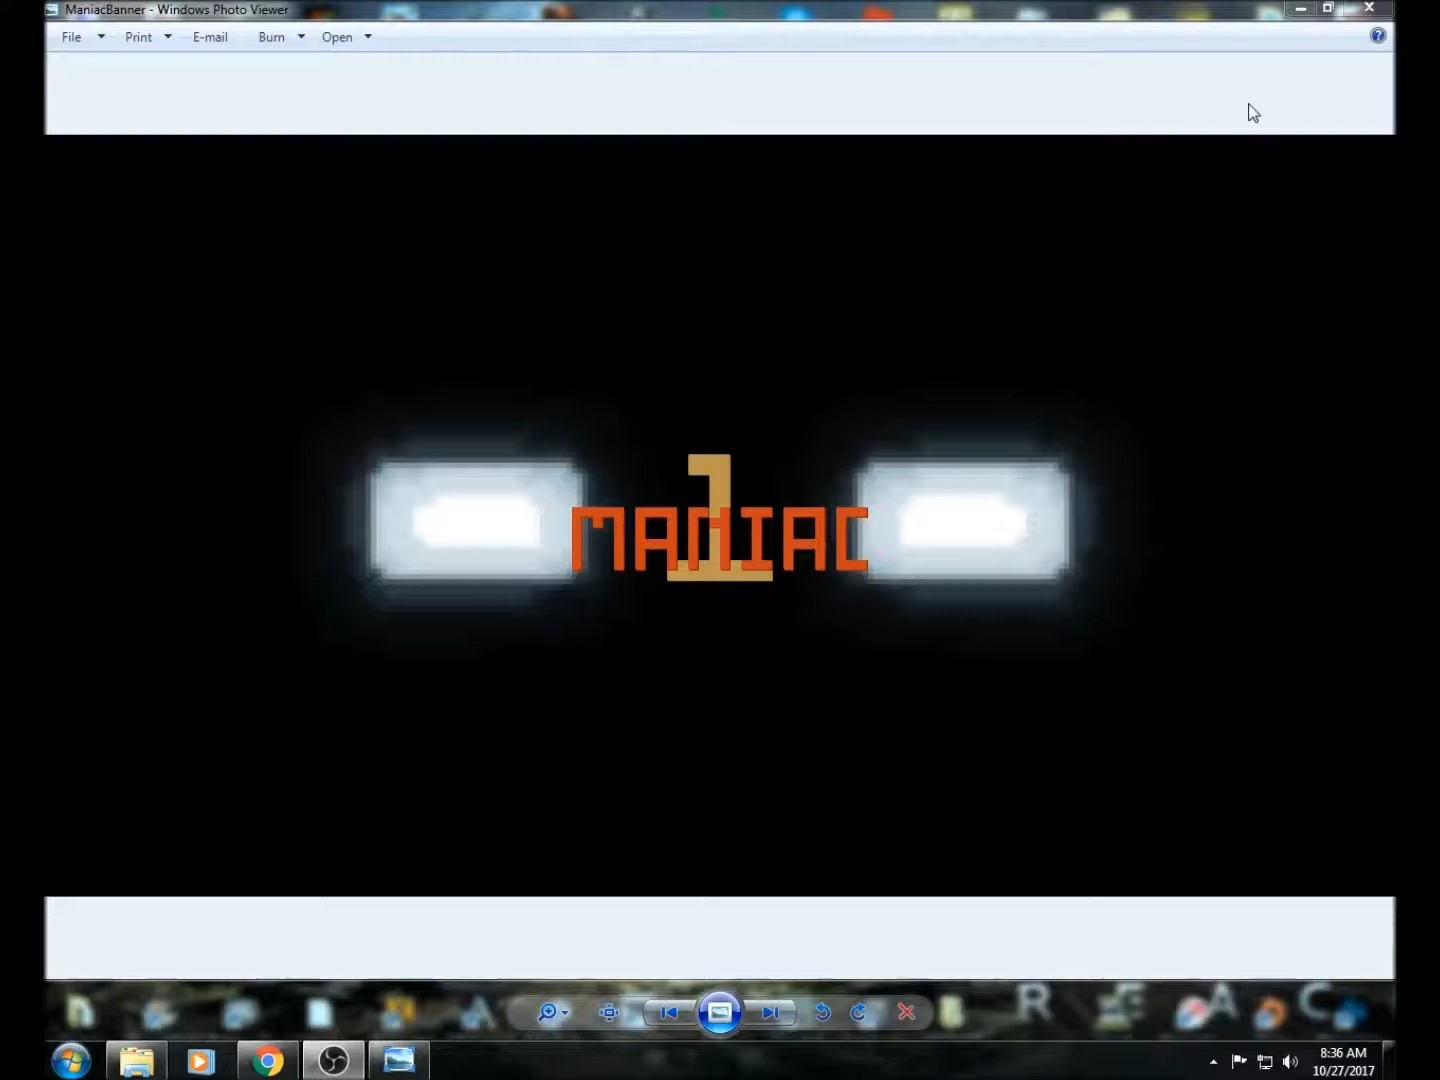 ManiacBanner - Windows Photo Viewer
File Print E-mail Burn Open
1
MANIAC
R A C
8:36 AM
10/27/2017